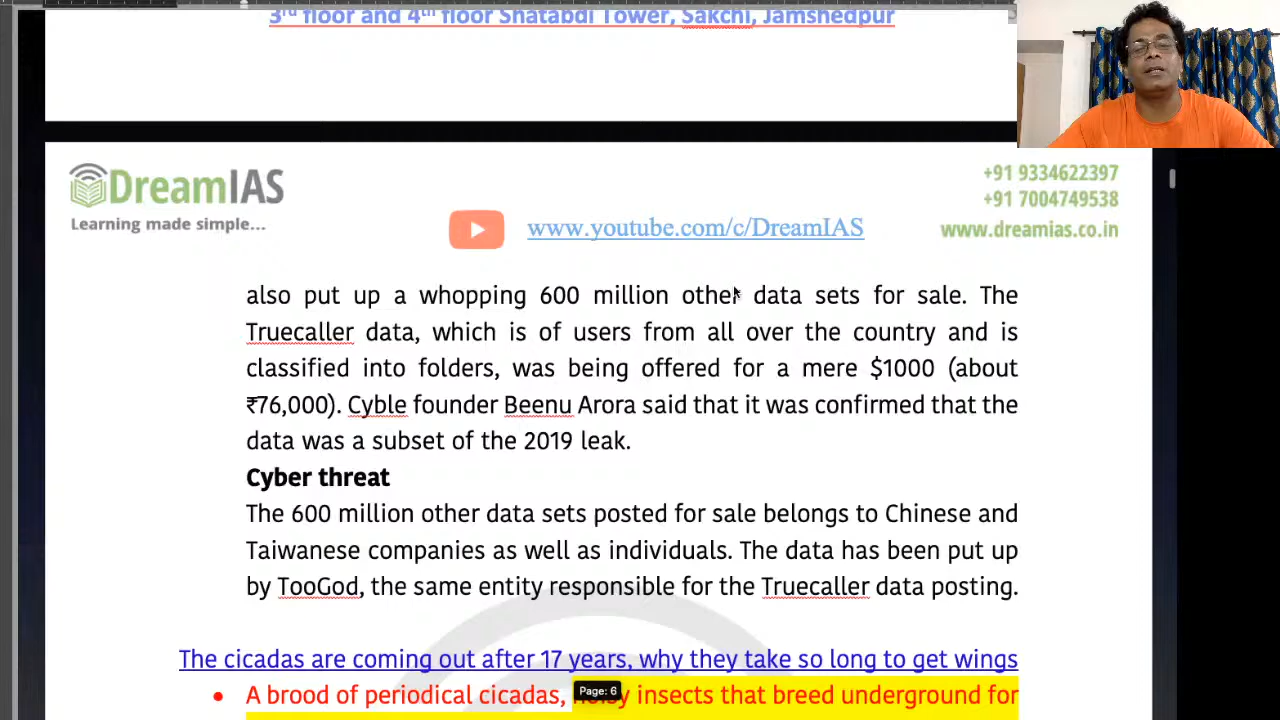 3rd floor and 4th floor Shatabdi Tower, Sakchi, Jamshedpur
DreamIAS
Learning made simple...
www.youtube.com/c/DreamIAS
+91 9334622397
+91 7004749538
www.dreamias.co.in
also put up a whopping 600 million other data sets for sale. The
Truecaller data, which is of users from all over the country and is
classified into folders, was being offered for a mere $1000 (about
₹76,000). Cyble founder Beenu Arora said that it was confirmed that the
data was a subset of the 2019 leak.
Cyber threat
The 600 million other data sets posted for sale belongs to Chinese and
Taiwanese companies as well as individuals. The data has been put up
by TooGod, the same entity responsible for the Truecaller data posting.
The cicadas are coming out after 17 years, why they take so long to get wings
• A brood of periodical cicadas, insects that breed underground for
Page: 6